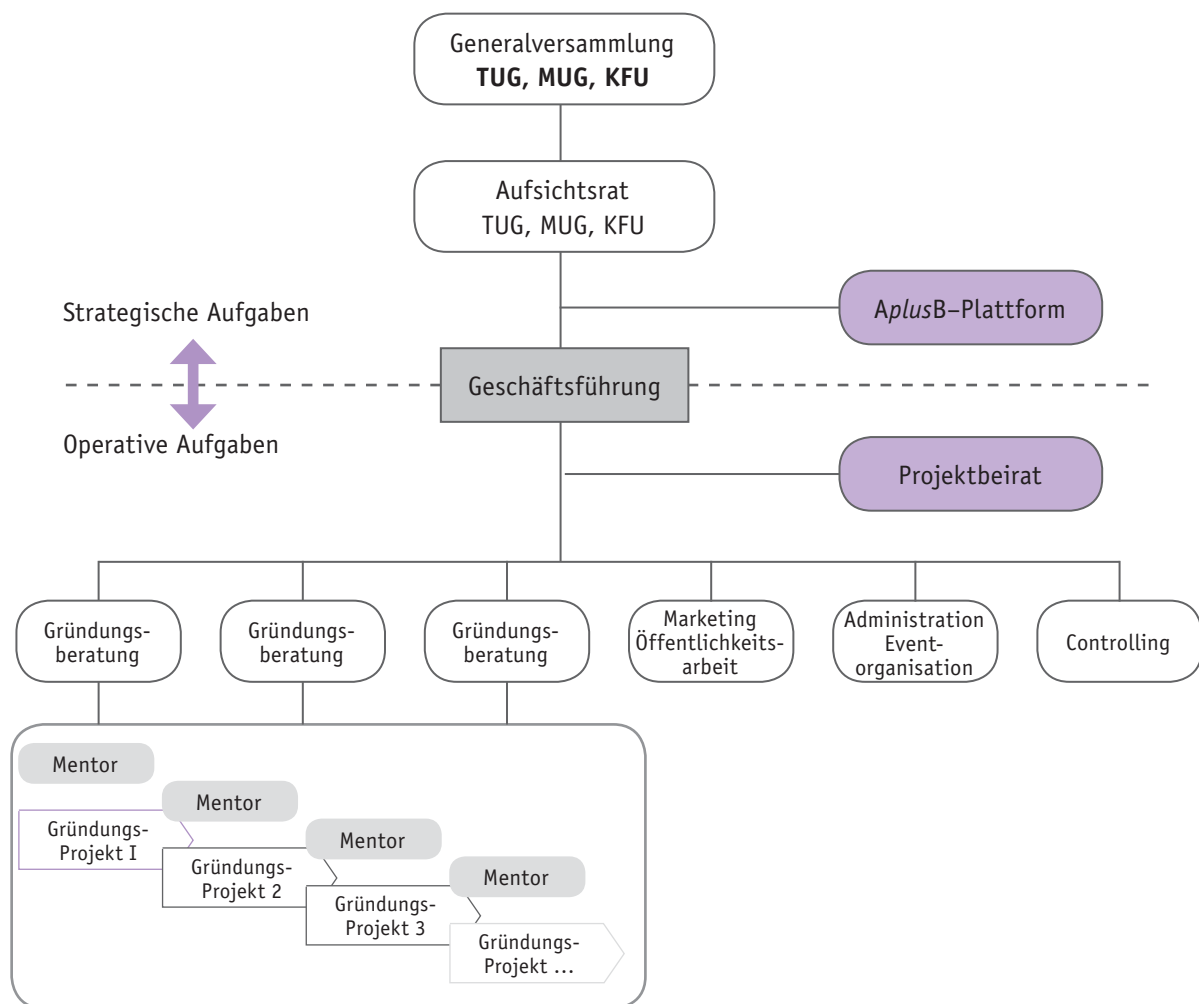 Generalversammlung
TUG, MUG, KFU
Aufsichtsrat
TUG, MUG, KFU
Strategische Aufgaben
AplusB–Plattform
Geschäftsführung
Operative Aufgaben
Projektbeirat
Gründungs-
beratung
Gründungs-
beratung
Gründungs-
beratung
Marketing
Öffentlichkeits-
arbeit
Administration
Event-
organisation
Controlling
Mentor
Gründungs-
Projekt I
Mentor
Gründungs-
Projekt 2
Mentor
Gründungs-
Projekt 3
Mentor
Gründungs-
Projekt ...